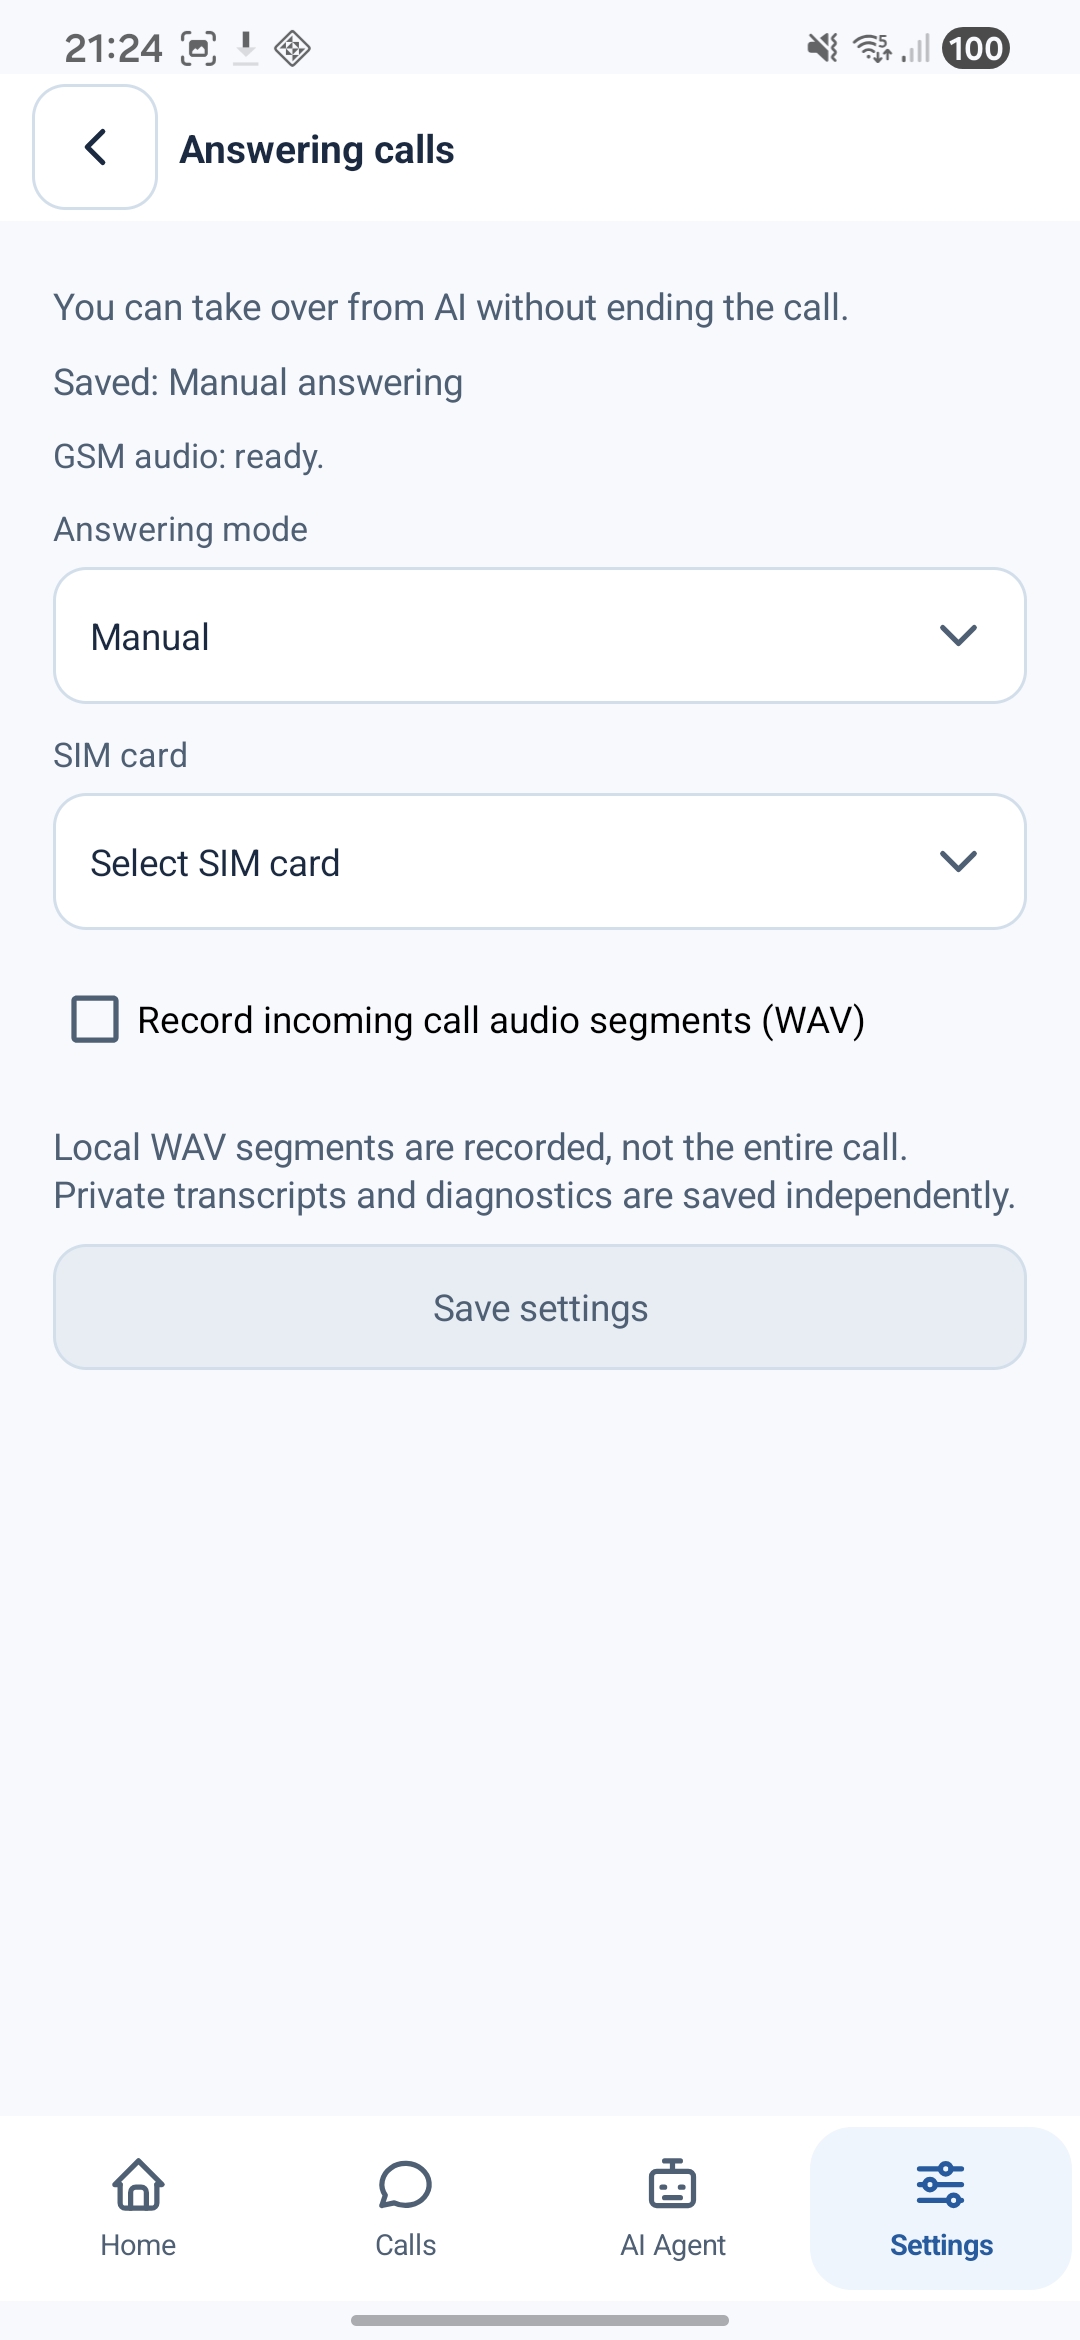 21:24
5
100
Answering calls
You can take over from AI without ending the call.
Saved: Manual answering
GSM audio: ready.
Answering mode
Manual
SIM card
Select SIM card
Record incoming call audio segments (WAV)
Local WAV segments are recorded, not the entire call.
Private transcripts and diagnostics are saved independently.
Save settings
Home
Calls
AI Agent
Settings